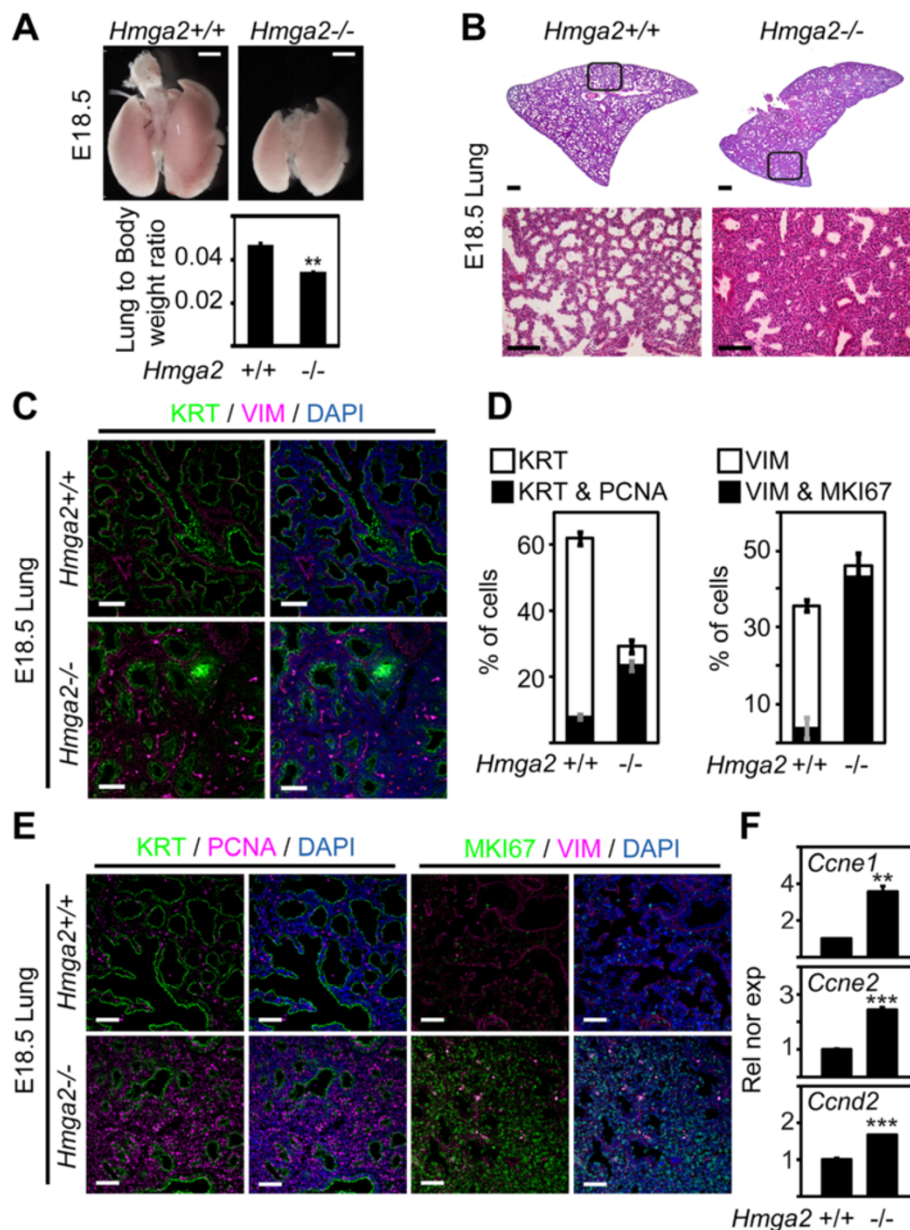 A
Hmga2+/+ Hmga2-/-
E18.5
Lung to Body
weight ratio
0.04
0.02
**
Hmga2 +/+ -/-
B
Hmga2+/+ Hmga2-/-
E18.5 Lung
C
KRT / VIM / DAPI
E18.5 Lung
Hmga2+/+
Hmga2-/-
D
KRT
KRT & PCNA
% of cells
60
40
20
Hmga2 +/+ -/-
VIM
VIM & MKI67
% of cells
50
30
10
Hmga2 +/+ -/-
E
KRT / PCNA / DAPI
MKI67 / VIM / DAPI
E18.5 Lung
Hmga2+/+
Hmga2-/-
F
Rel nor exp
Ccne1
**
4
2
Ccne2
***
3
1
Ccnd2
***
2
1
Hmga2 +/+ -/-